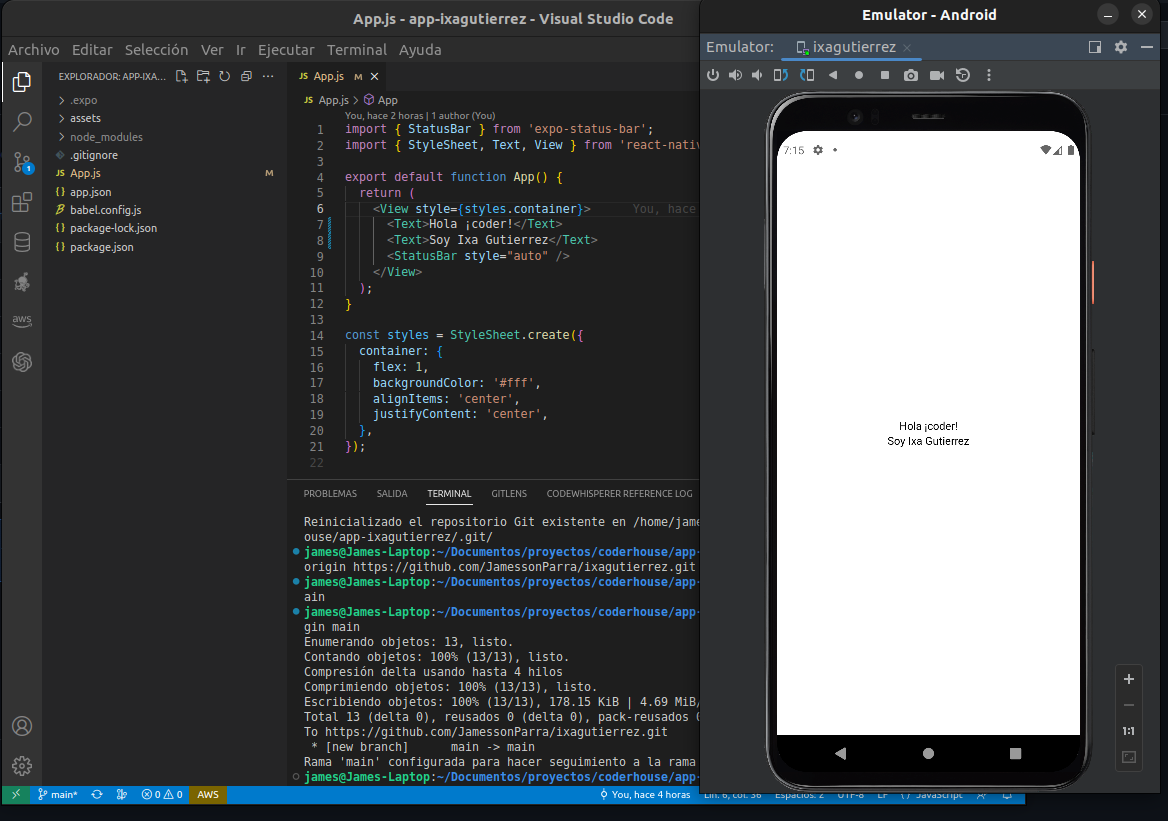 App.js - app-ixagutierrez - Visual Studio Code
Archivo Editar Selección Ver Ir Ejecutar Terminal Ayuda
EXPLORADOR: APP-IXA...
.expo
assets
node_modules
.gitignore
JS App.js M
{} app.json
babel.config.js
{} package-lock.json
{} package.json
1
AWS
JS App.js M
JS App.js > App
You, hace 2 horas | 1 author (You)
1 import { StatusBar } from 'expo-status-bar';
2 import { StyleSheet, Text, View } from 'react-nativ
3
4 export default function App() {
5 return (
6 <View style={styles.container}> You, hace
7 <Text>Hola ¡coder!</Text>
8 <Text>Soy Ixa Gutierrez</Text>
9 <StatusBar style="auto" />
10 </View>
11 );
12 }
13
14 const styles = StyleSheet.create({
15 container: {
16 flex: 1,
17 backgroundColor: '#fff',
18 alignItems: 'center',
19 justifyContent: 'center',
20 },
21 });
22
PROBLEMAS SALIDA TERMINAL GITLENS CODEWHISPERER REFERENCE LOG
Reinicializado el repositorio Git existente en /home/jame
ouse/app-ixagutierrez/.git/
james@James-Laptop:~/Documentos/proyectos/coderhouse/app-
origin https://github.com/JamessonParra/ixagutierrez.git
james@James-Laptop:~/Documentos/proyectos/coderhouse/app-
ain
james@James-Laptop:~/Documentos/proyectos/coderhouse/app-
gin main
Enumerando objetos: 13, listo.
Contando objetos: 100% (13/13), listo.
Compresión delta usando hasta 4 hilos
Comprimiendo objetos: 100% (13/13), listo.
Escribiendo objetos: 100% (13/13), 178.15 KiB | 4.69 MiB/
Total 13 (delta 0), reusados 0 (delta 0), pack-reusados 0
To https://github.com/JamessonParra/ixagutierrez.git
* [new branch] main -> main
Rama 'main' configurada para hacer seguimiento a la rama
james@James-Laptop:~/Documentos/proyectos/coderhouse/app-
main* 0 0 AWS You, hace 4 horas Lín. 6, col. 36 Espacios: 2 UTF-8 LF {} JavaScript
Emulator - Android
Emulator: ixagutierrez
7:15
Hola ¡coder!
Soy Ixa Gutierrez
1:1